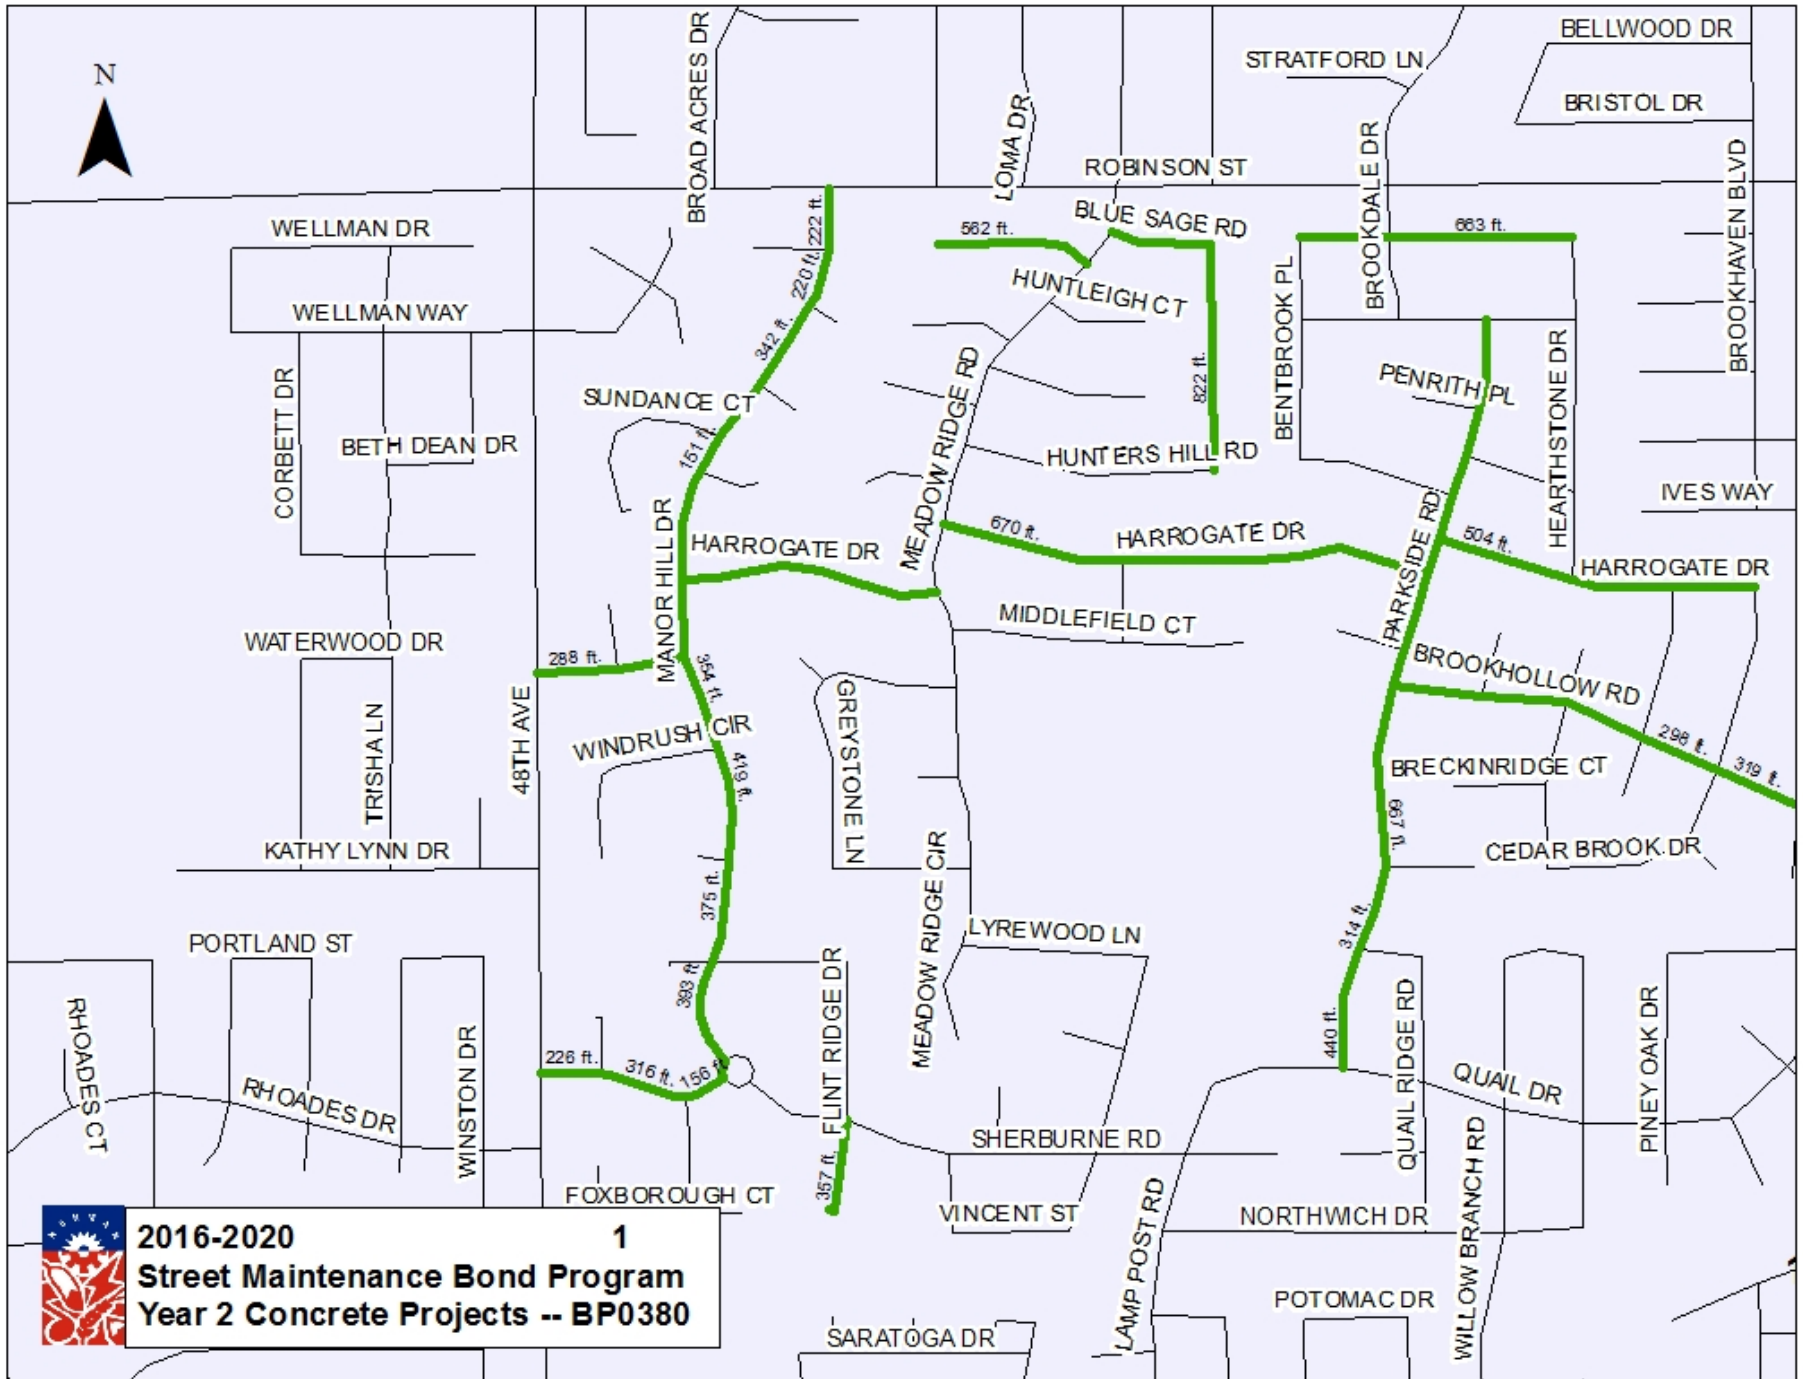 BELLWOOD DR
STRATFORD LN
BROAD ACRES DR
N
BRISTOL DR
LOMA DR
BROOKDALE DR
ROBINSON ST
BROOKHAVEN BLVD
WELLMAN DR
222 ft.
562 ft.
BLUE SAGE RD
663 ft.
220 ft.
HUNTLEIGH CT
BENTBROOK PL
WELLMAN WAY
342 ft.
MEADOW RIDGE RD
822 ft.
PENRITH PL
HEARTHSTONE DR
CORBETT DR
SUNDANCE CT
BETH DEAN DR
151 ft.
HUNTERS HILL RD
IVES WAY
MANOR HILL DR
HARROGATE DR
670 ft.
HARROGATE DR
PARKSIDE RD
504 ft.
HARROGATE DR
MIDDLEFIELD CT
WATERWOOD DR
288 ft.
354 ft.
BROOKHOLLOW RD
TRISHA LN
48TH AVE
WINDRUSH CIR
GREYSTONE LN
298 ft.
319 ft.
419 ft.
BRECKINRIDGE CT
667 ft.
KATHY LYNN DR
MEADOW RIDGE CIR
CEDAR BROOK DR
375 ft.
314 ft.
LYREWOOD LN
PORTLAND ST
393 ft.
FLINT RIDGE DR
QUAIL RIDGE RD
PINEY OAK DR
RHOADES CT
440 ft.
WINSTON DR
226 ft.
316 ft.
156 ft.
QUAIL DR
RHOADES DR
SHERBURNE RD
WILLOW BRANCH RD
357 ft.
FOXBOROUGH CT
VINCENT ST
LAMP POST RD
NORTHWICH DR
2016-2020 1
Street Maintenance Bond Program
Year 2 Concrete Projects -- BP0380
POTOMAC DR
SARATOGA DR